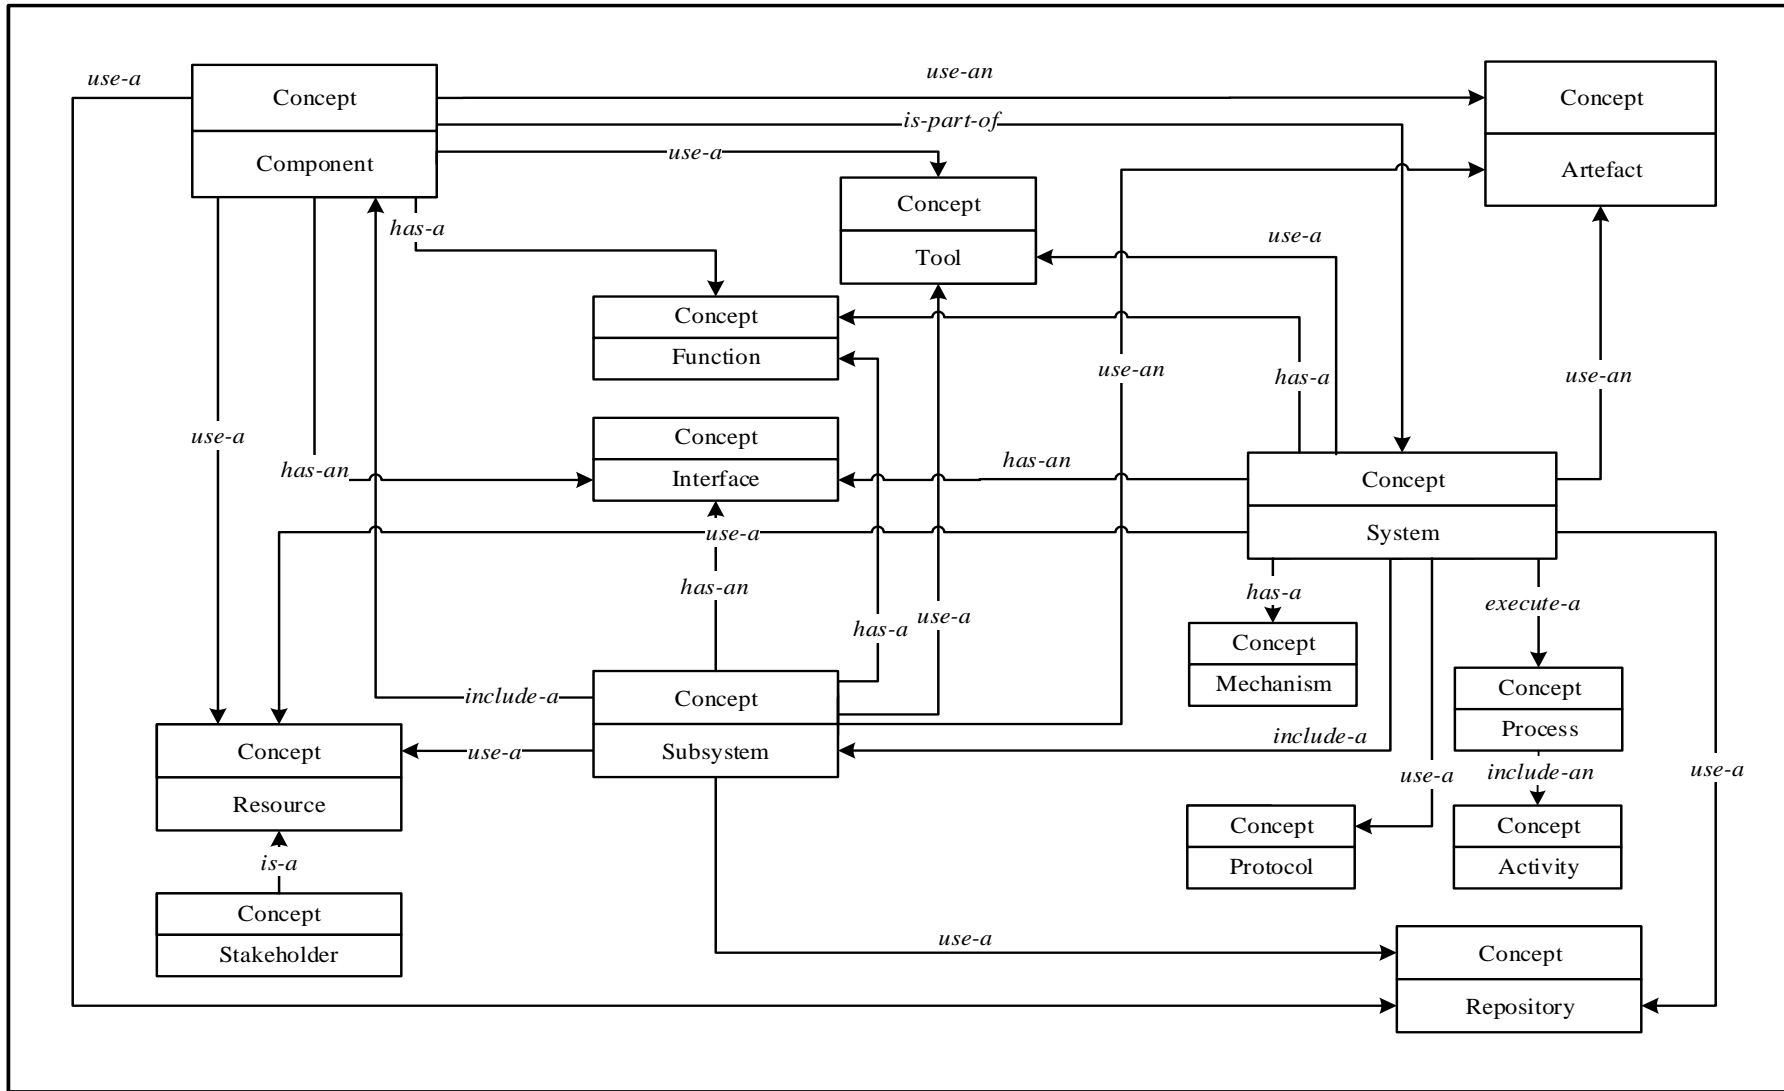 use-a
Concept
Component
use-an
is-part-of
use-a
Concept
Artefact
has-a
Concept
Tool
use-a
Concept
Function
use-an
has-a
use-an
use-a
has-an
Concept
Interface
has-an
Concept
System
use-a
has-an
has-a
use-a
has-a
execute-a
Concept
Mechanism
include-a
Concept
Subsystem
Concept
Process
use-a
include-a
use-a
include-an
use-a
Concept
Resource
is-a
Concept
Protocol
Concept
Activity
Concept
Stakeholder
use-a
Concept
Repository